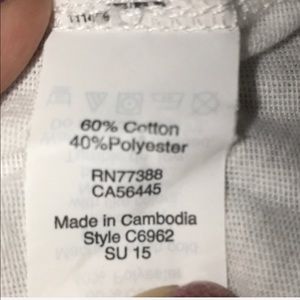 60% Cotton
40%Polyester
RN77388
CA56445
Made in Cambodia
Style C6962
SU 15